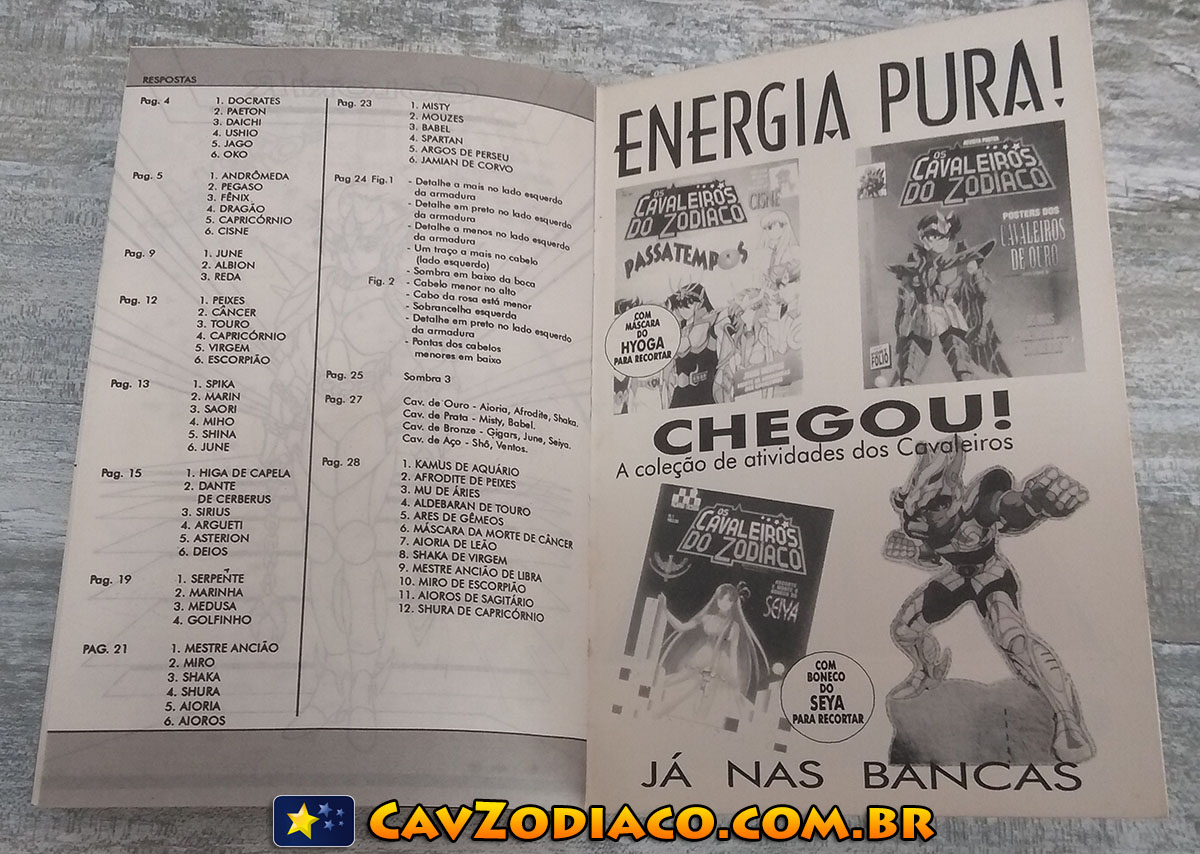 RESPOSTAS
Pag. 4
1. DOCRATES
2. PAETON
3. DAICHI
4. USHIO
5. JAGO
6. OKO
Pag. 5
1. ANDRÔMEDA
2. PEGASO
3. FÊNIX
4. DRAGÃO
5. CAPRICÓRNIO
6. CISNE
Pag. 9
1. JUNE
2. ALBION
3. REDA
Pag. 12
1. PEIXES
2. CÂNCER
3. TOURO
4. CAPRICÓRNIO
5. VIRGEM
6. ESCORPIÃO
Pag. 13
1. SPIKA
2. MARIN
3. SAORI
4. MIHO
5. SHINA
6. JUNE
Pag. 15
1. HIGA DE CAPELA
2. DANTE
DE CERBERUS
3. SIRIUS
4. ARGUETI
5. ASTERION
6. DEIOS
Pag. 19
1. SERPENTE
2. MARINHA
3. MEDUSA
4. GOLFINHO
PAG. 21
1. MESTRE ANCIÃO
2. MIRO
3. SHAKA
4. SHURA
5. AIORIA
6. AIOROS
Pag. 23
1. MISTY
2. MOUZES
3. BABEL
4. SPARTAN
5. ARGOS DE PERSEU
6. JAMIAN DE CORVO
Pag 24 Fig.1
- Detalhe a mais no lado esquerdo
da armadura
- Detalhe em preto no lado esquerdo
da armadura
- Detalhe a menos no lado esquerdo
da armadura
- Um traço a mais no cabelo
(lado esquerdo)
Fig. 2
- Sombra em baixo da boca
- Cabelo menor no alto
- Cabo da rosa está menor
- Sobrancelha esquerda
- Detalhe em preto no lado esquerdo
da armadura
- Pontas dos cabelos
menores em baixo
Pag. 25
Sombra 3
Pag. 27
Cav. de Ouro - Aioria, Afrodite, Shaka.
Cav. de Prata - Misty, Babel.
Cav. de Bronze - Gigars, June, Seiya.
Cav. de Aço - Shô, Ventos.
Pag. 28
1. KAMUS DE AQUÁRIO
2. AFRODITE DE PEIXES
3. MU DE ÁRIES
4. ALDEBARAN DE TOURO
5. ARES DE GÊMEOS
6. MÁSCARA DA MORTE DE CÂNCER
7. AIORIA DE LEÃO
8. SHAKA DE VIRGEM
9. MESTRE ANCIÃO DE LIBRA
10. MIRO DE ESCORPIÃO
11. AIOROS DE SAGITÁRIO
12. SHURA DE CAPRICÓRNIO
ENERGIA PURA!
OS
CAVALEIROS
DO ZODIACO
CISNE
PASSATEMPOS
COM
MÁSCARA
DO
HYOGA
PARA RECORTAR
REVISTA POSTER
OS
CAVALEIROS
DO ZODIACO
POSTERS DOS
CAVALEIROS
DE OURO
FOLIO
CHEGOU!
A coleção de atividades dos Cavaleiros
OS
CAVALEIROS
DO ZODIACO
SEIYA
COM
BONECO
DO
SEYA
PARA RECORTAR
JÁ NAS BANCAS
CAVZODIACO.COM.BR